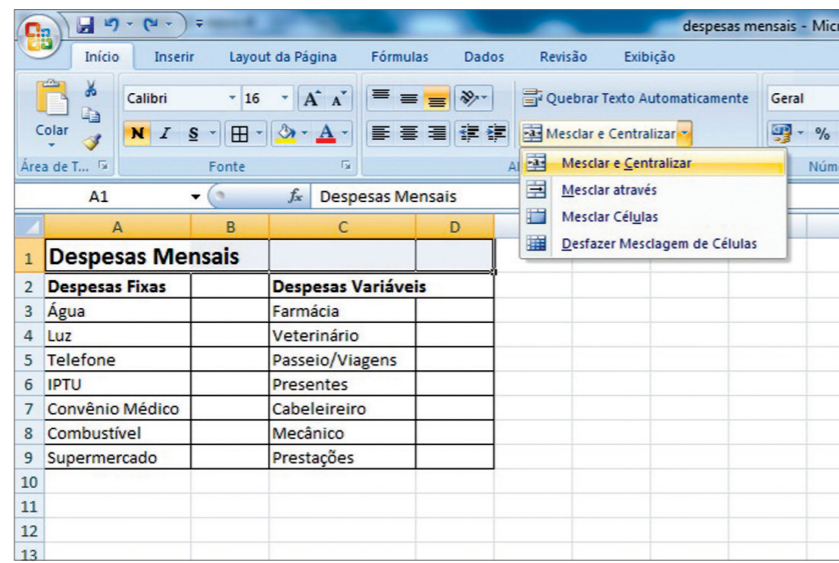 despesas mensais - Micr
Início Inserir Layout da Página Fórmulas Dados Revisão Exibição
Colar
Calibri 16 A A Quebrar Texto Automaticamente Geral
N I S A Mesclar e Centralizar %
Área de T... Fonte Al Núm
Mesclar e Centralizar
Mesclar através
Mesclar Células
Desfazer Mesclagem de Células
A1 fx Despesas Mensais
A B C D
1 Despesas Mensais
2 Despesas Fixas Despesas Variáveis
3 Água Farmácia
4 Luz Veterinário
5 Telefone Passeio/Viagens
6 IPTU Presentes
7 Convênio Médico Cabeleireiro
8 Combustível Mecânico
9 Supermercado Prestações
10
11
12
13